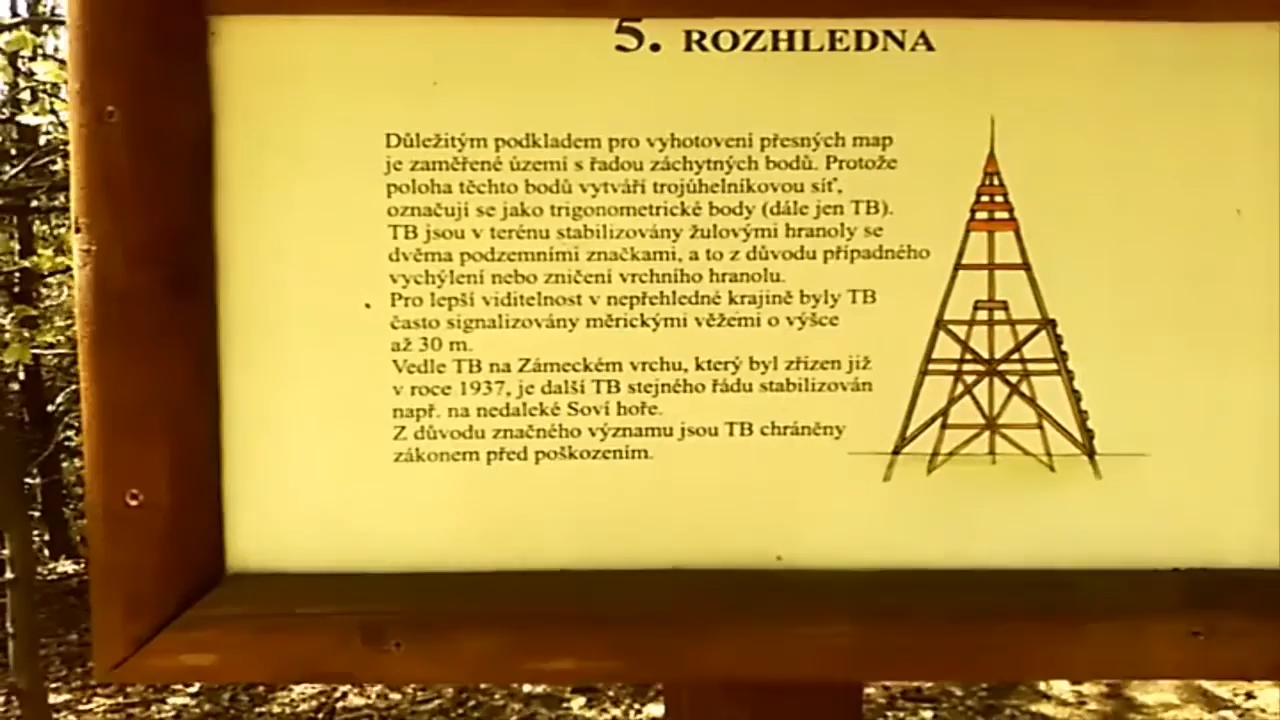 5. ROZHLEDNA
Důležitým podkladem pro vyhotovení přesných map
je zaměřené území s řadou záchytných bodů. Protože
poloha těchto bodů vytváří trojúhelníkovou síť,
označují se jako trigonometrické body (dále jen TB).
TB jsou v terénu stabilizovány žulovými hranoly se
dvěma podzemními značkami, a to z důvodu případného
vychýlení nebo zničení vrchního hranolu.
Pro lepší viditelnost v nepřehledné krajině byly TB
často signalizovány měrickými věžemi o výšce
až 30 m.
Vedle TB na Zámeckém vrchu, který byl zřízen již
v roce 1937, je další TB stejného řádu stabilizován
např. na nedaleké Soví hoře.
Z důvodu značného významu jsou TB chráněny
zákonem před poškozením.